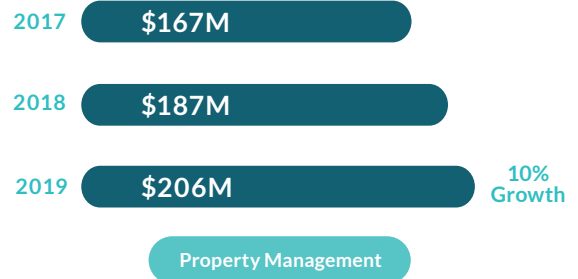 2017 $167M
2018 $187M
2019 $206M 10%
Growth
Property Management